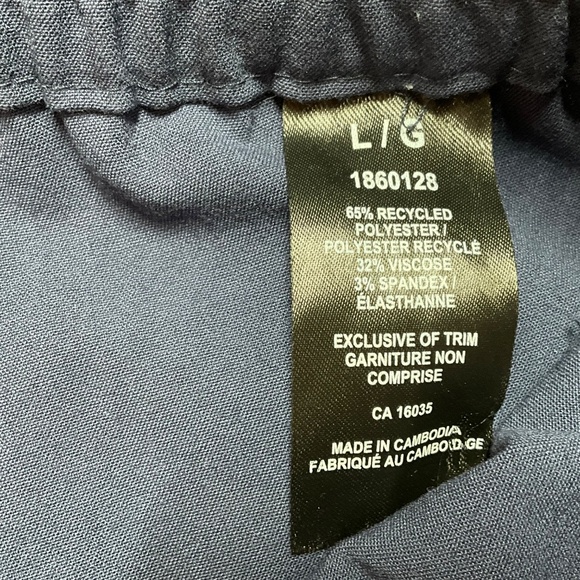 L / G
1860128
65% RECYCLED
POLYESTER /
POLYESTER RECYCLÉ
32% VISCOSE
3% SPANDEX /
ÉLASTHANNE
EXCLUSIVE OF TRIM
GARNITURE NON
COMPRISE
CA 16035
MADE IN CAMBODIA
FABRIQUÉ AU CAMBODGE